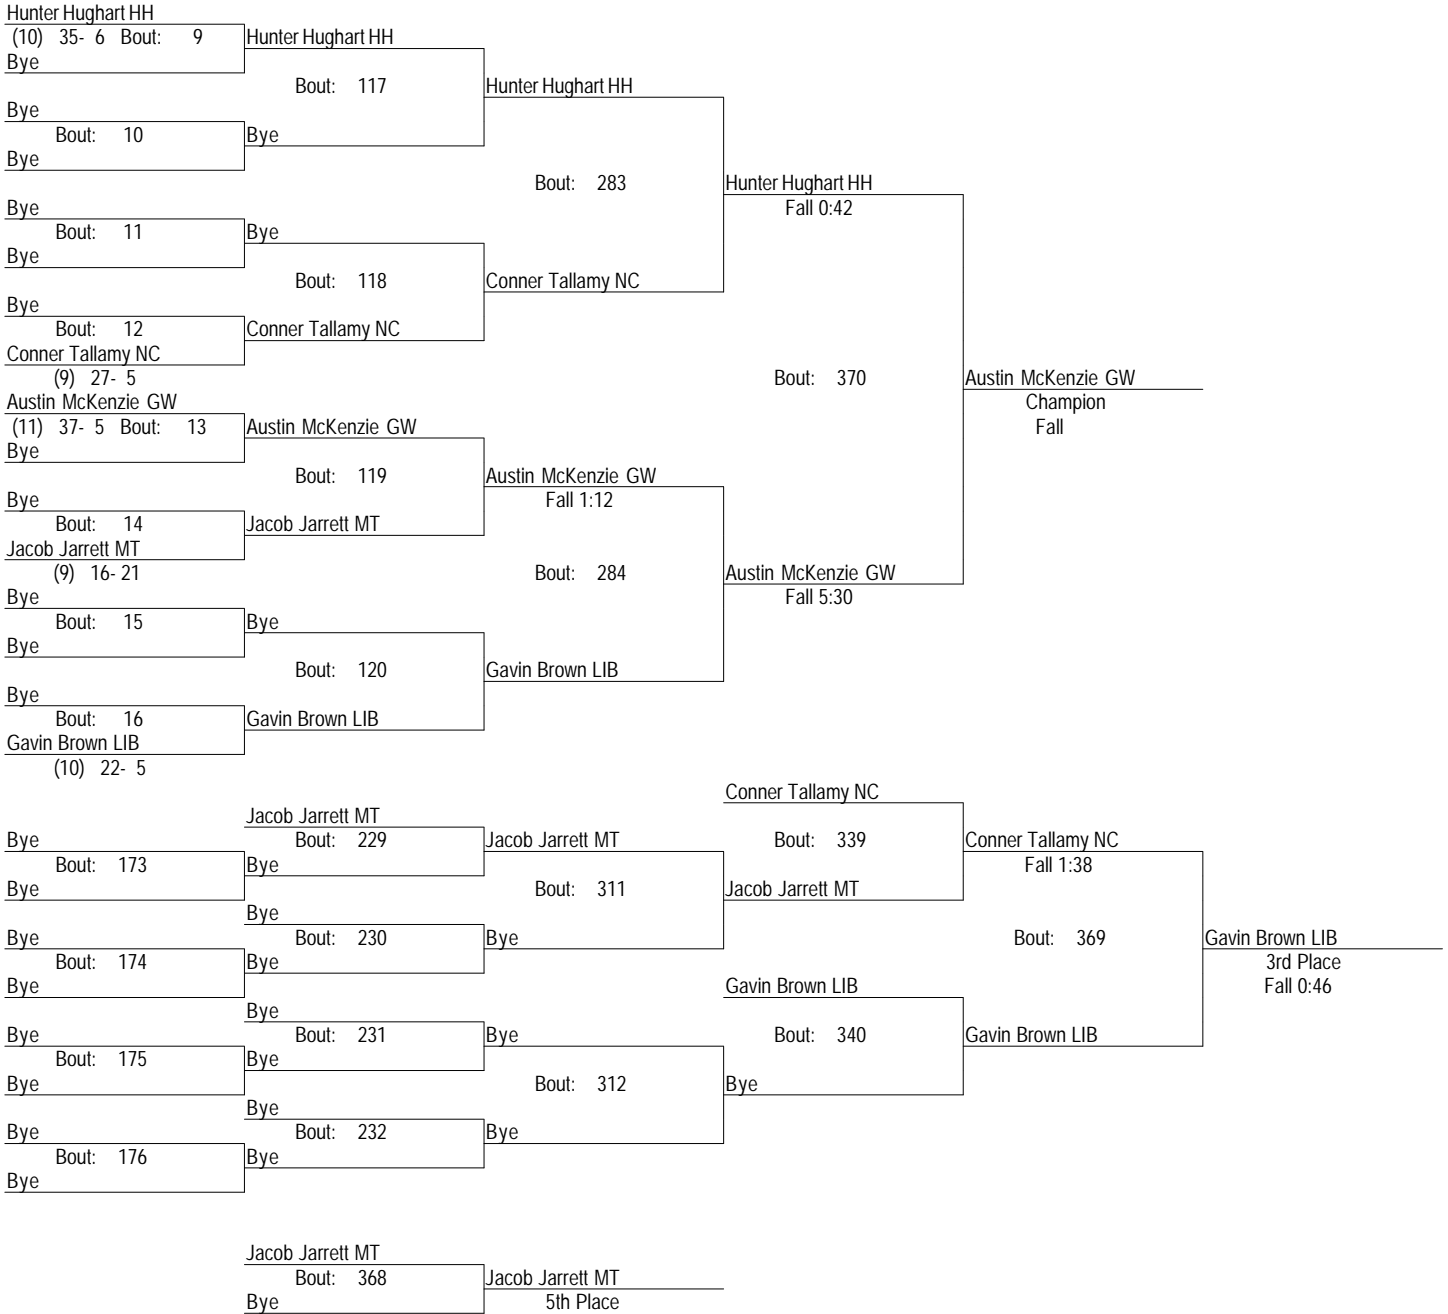 Hunter Hughart HH
(10) 35- 6 Bout: 9 Hunter Hughart HH
Bye
Bout: 117 Hunter Hughart HH
Bye
Bout: 10 Bye
Bye
Bout: 283 Hunter Hughart HH
Fall 0:42
Bye
Bout: 11 Bye
Bye
Bout: 118 Conner Tallamy NC
Bye
Bout: 12 Conner Tallamy NC
Conner Tallamy NC
(9) 27- 5
Bout: 370 Austin McKenzie GW
Champion
Fall
Austin McKenzie GW
(11) 37- 5 Bout: 13 Austin McKenzie GW
Bye
Bout: 119 Austin McKenzie GW
Fall 1:12
Bye
Bout: 14 Jacob Jarrett MT
Jacob Jarrett MT
(9) 16- 21
Bout: 284 Austin McKenzie GW
Fall 5:30
Bye
Bout: 15 Bye
Bye
Bout: 120 Gavin Brown LIB
Bye
Bout: 16 Gavin Brown LIB
Gavin Brown LIB
(10) 22- 5
Conner Tallamy NC
Jacob Jarrett MT
Bye
Bout: 229 Jacob Jarrett MT
Bout: 339 Conner Tallamy NC
Fall 1:38
Bout: 173 Bye
Bye
Bout: 311 Jacob Jarrett MT
Bye
Bye
Bout: 230 Bye
Bout: 369 Gavin Brown LIB
3rd Place
Fall 0:46
Bout: 174 Bye
Bye
Gavin Brown LIB
Bye
Bye
Bout: 231 Bye
Bout: 340 Gavin Brown LIB
Bout: 175 Bye
Bye
Bout: 312 Bye
Bye
Bye
Bout: 232 Bye
Bout: 176 Bye
Bye
Jacob Jarrett MT
Bout: 368 Jacob Jarrett MT
Bye
5th Place